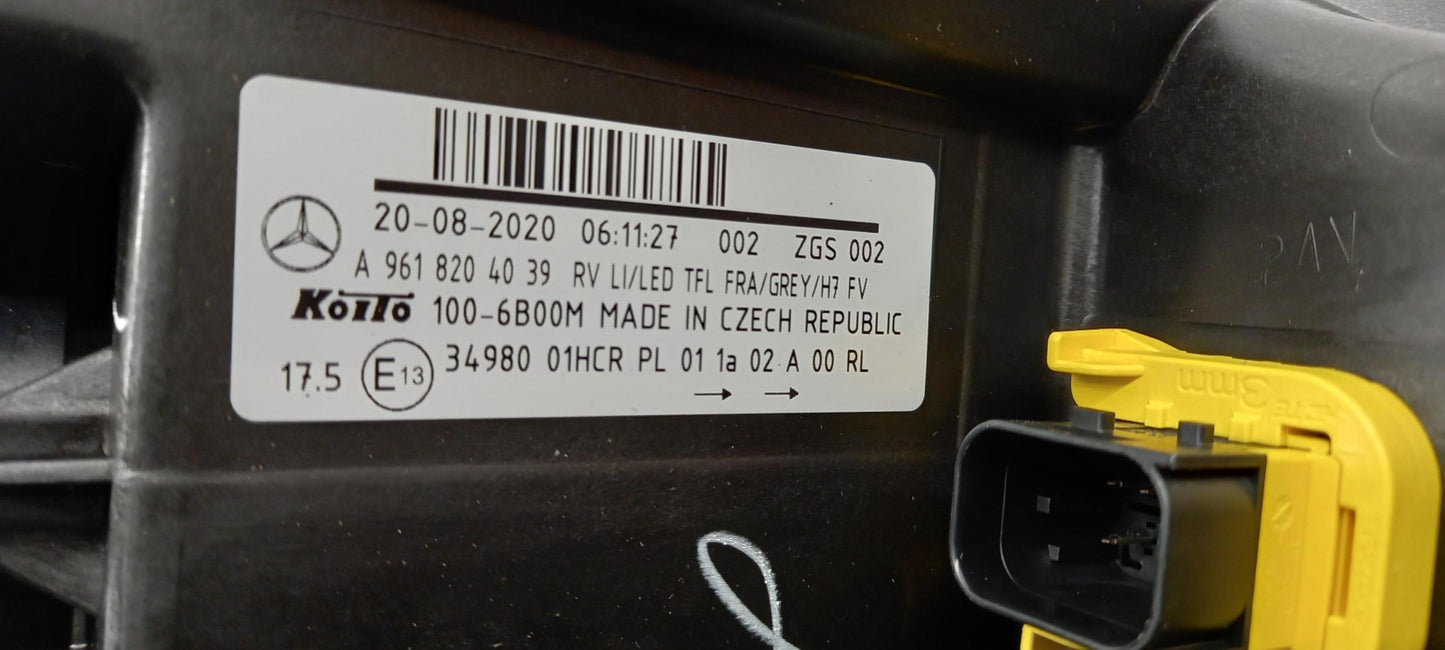 20-08-2020 06:11:27 002 ZGS 002
A 961 820 40 39 RV LI/LED TFL FRA/GREY/H7 FV
KOITO 100-6B00M MADE IN CZECH REPUBLIC
17.5 E13 34980 01HCR PL 01 1a 02 A 00 RL
→ →
3mm